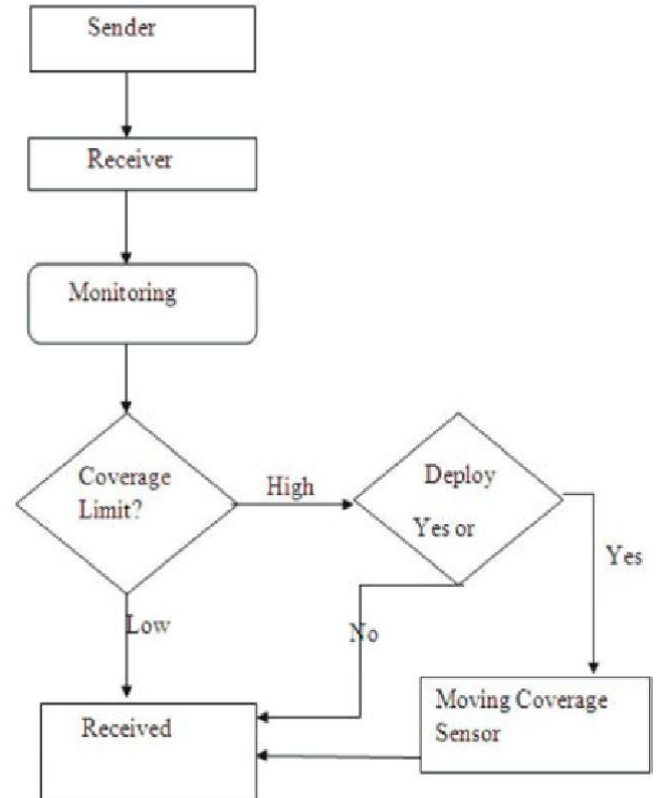 Sender
Receiver
Monitoring
Coverage
Limit?
High
Deploy
Yes or
Yes
Low
No
Received
Moving Coverage
Sensor